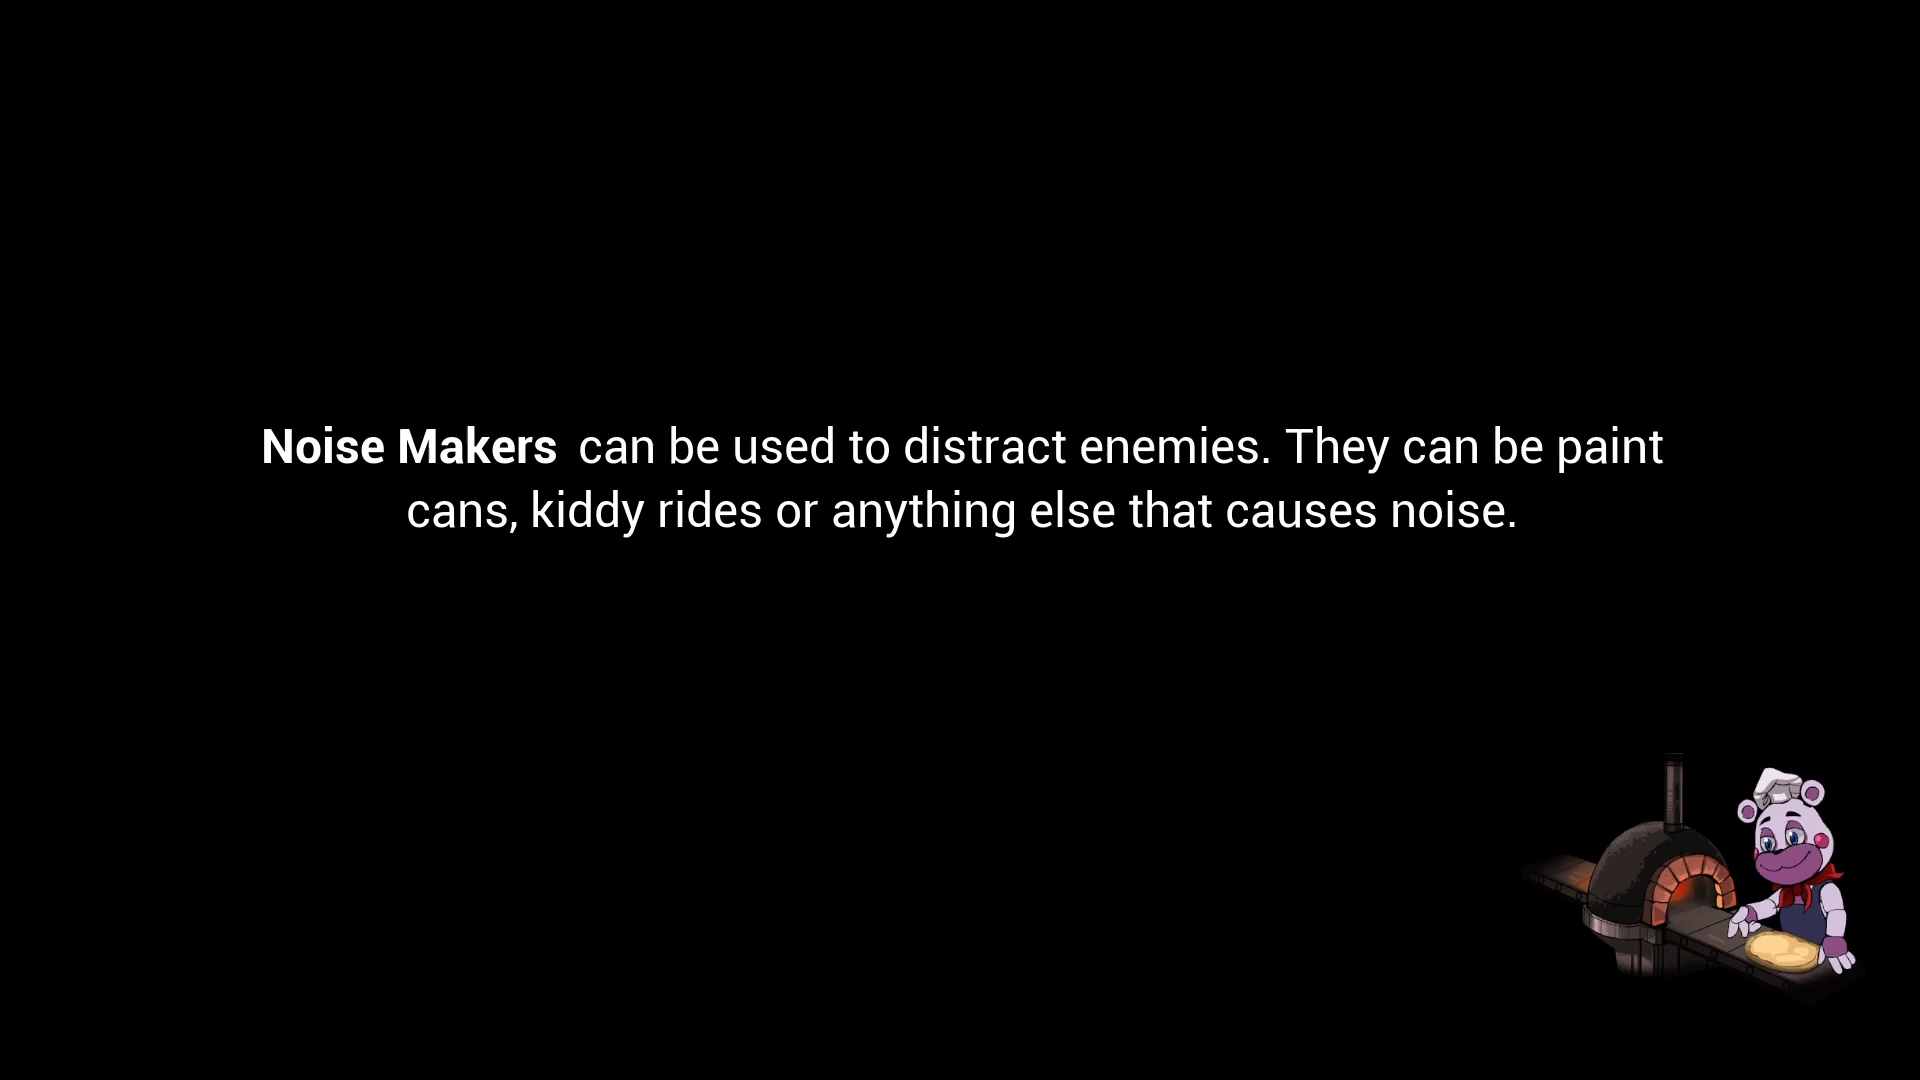 Noise Makers can be used to distract enemies. They can be paint
cans, kiddy rides or anything else that causes noise.